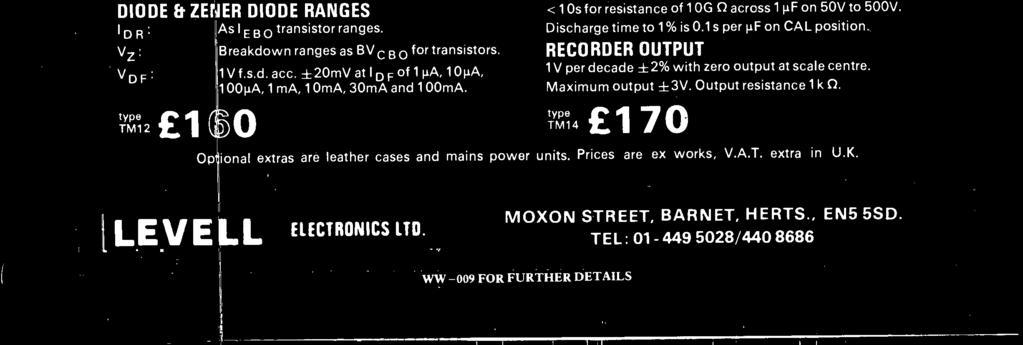 DIODE & ZENER DIODE RANGES
IDR: As IEBO transistor ranges.
VZ: Breakdown ranges as BVCBO for transistors.
VDF: 1V f.s.d. acc. ±20mV at IDF of 1µA, 10µA,
100µA, 1mA, 10mA, 30mA and 100mA.
type TM12 £160
<10s for resistance of 10G Ω across 1µF on 50V to 500V.
Discharge time to 1% is 0.1s per µF on CAL position.
RECORDER OUTPUT
1V per decade ±2% with zero output at scale centre.
Maximum output ±3V. Output resistance 1k Ω.
type TM14 £170
Optional extras are leather cases and mains power units. Prices are ex works, V.A.T. extra in U.K.
LEVELL ELECTRONICS LTD.
MOXON STREET, BARNET, HERTS., EN5 5SD.
TEL: 01-449 5028/440 8686
WW-009 FOR FURTHER DETAILS